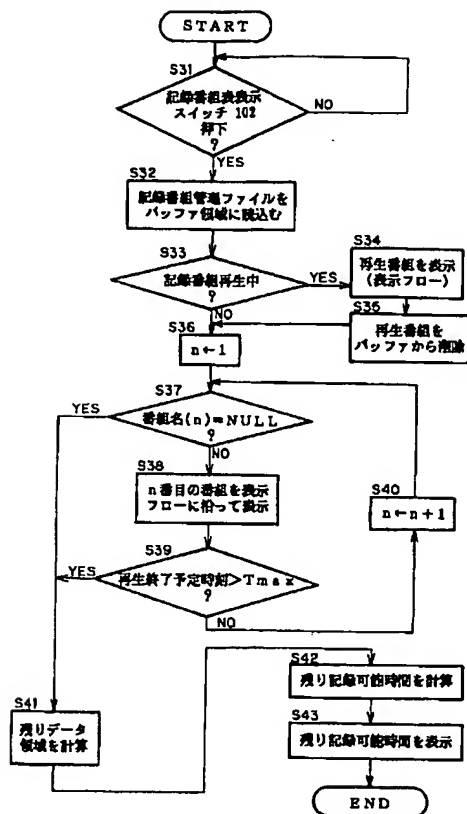 START
S31
記録番組表表示
スイッチ 102
押下
?
NO
YES
S32
記録番組管理ファイルを
バッファ領域に読込む
S33
記録番組再生中
?
YES
NO
S34
再生番組を表示
(表示フロー)
S35
再生番組を
バッファから削除
S36
n←1
S37
番組名(n)=NULL
?
YES
NO
S38
n番目の番組を表示
フローに沿って表示
S39
再生終了予定時刻>Tmax
?
YES
NO
S40
n←n+1
S41
残りデータ
領域を計算
S42
残り記録可能時間を計算
S43
残り記録可能時間を表示
END